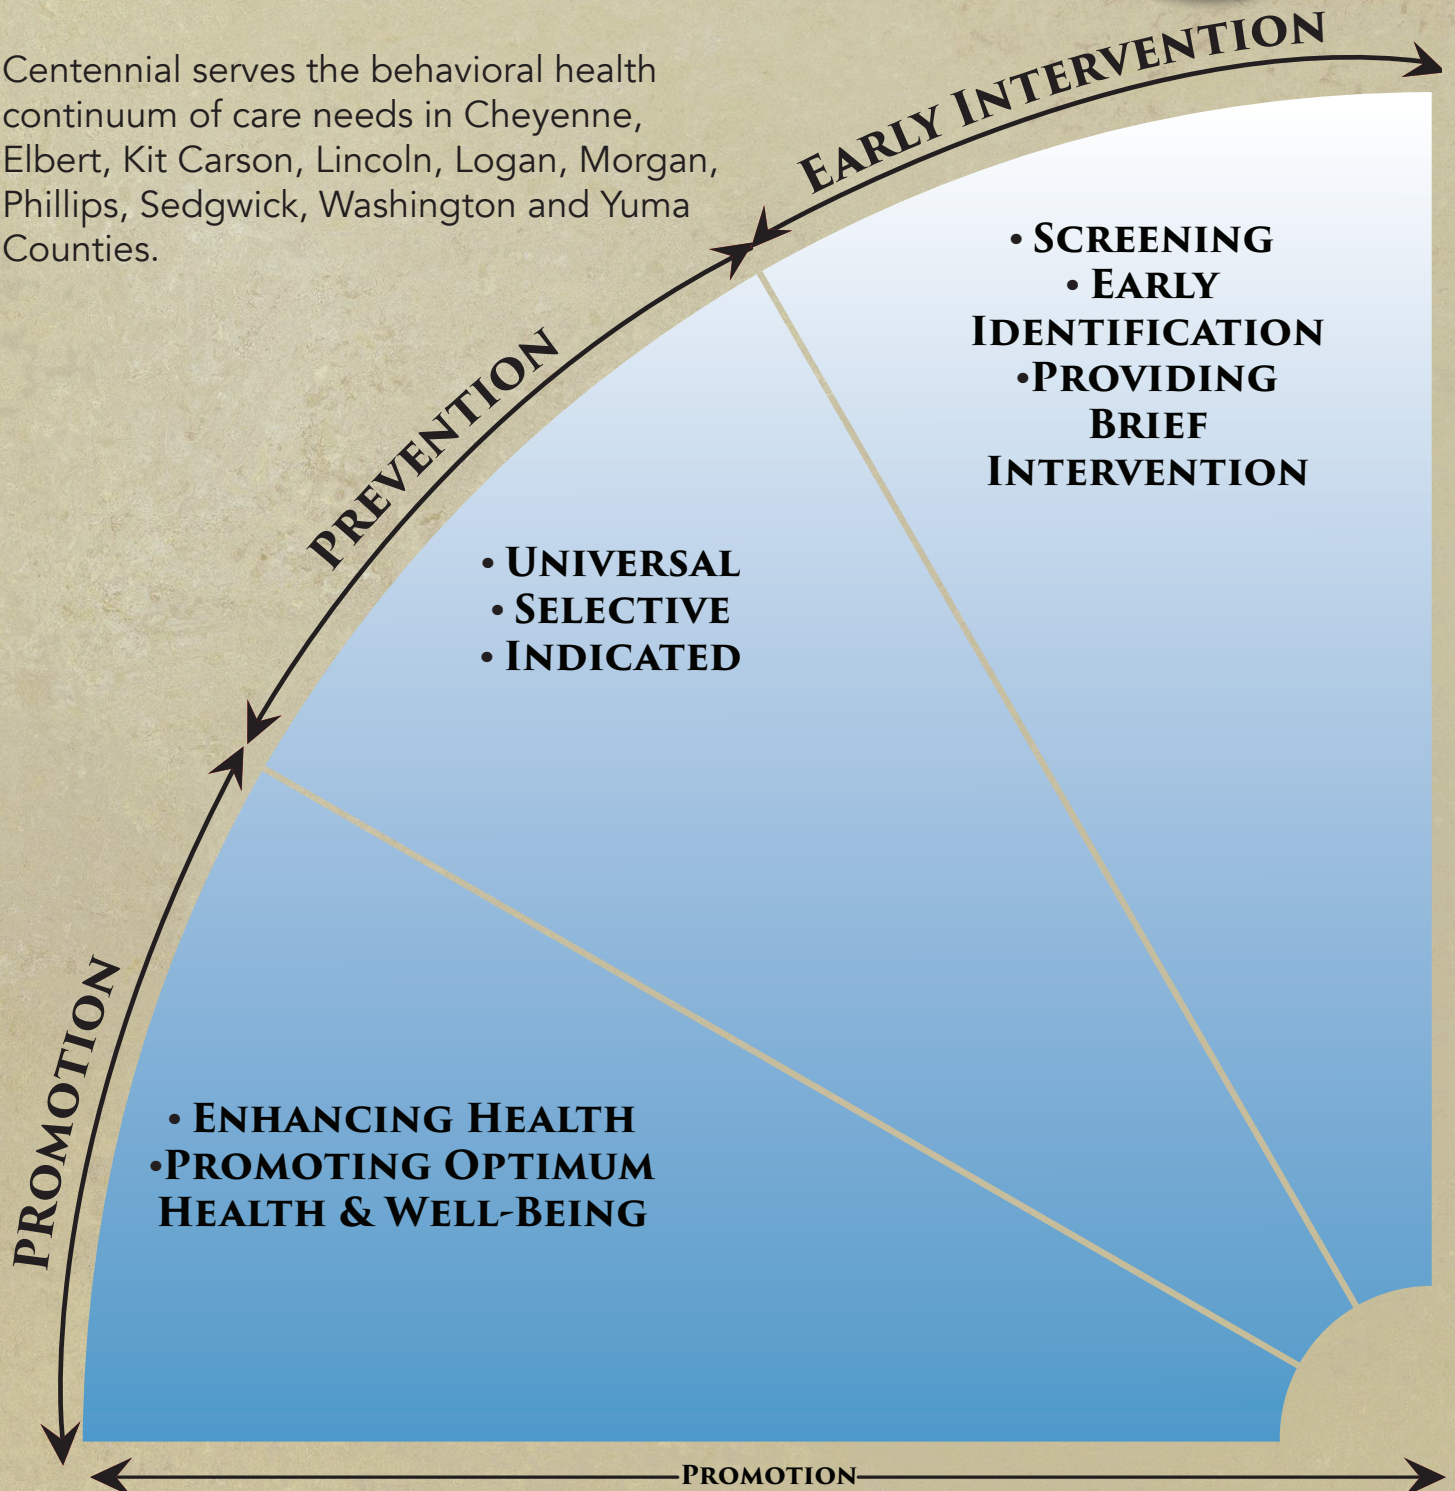 Centennial serves the behavioral health
continuum of care needs in Cheyenne,
Elbert, Kit Carson, Lincoln, Logan, Morgan,
Phillips, Sedgwick, Washington and Yuma
Counties.
Early Intervention
• Screening
• Early
Identification
•Providing
Brief
Intervention
Prevention
• Universal
• Selective
• Indicated
Promotion
• Enhancing Health
•Promoting Optimum
Health & Well-Being
Promotion